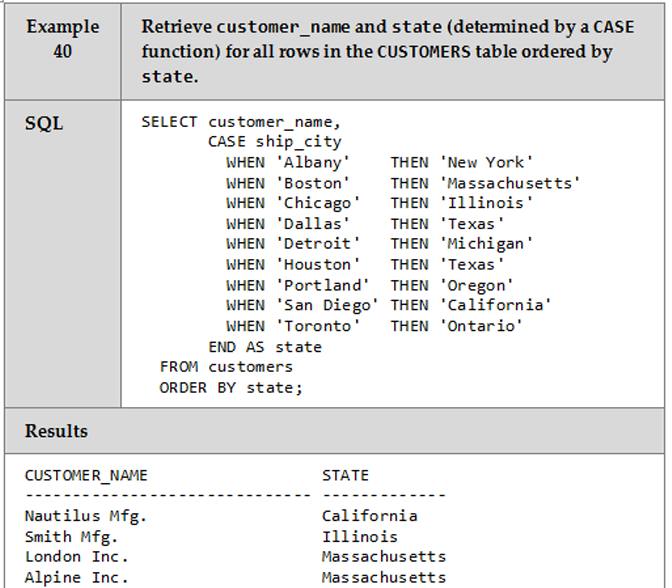 Example
40
Retrieve customer_name and state (determined by a CASE
function) for all rows in the CUSTOMERS table ordered by
state.
SQL
SELECT customer_name,
CASE ship_city
WHEN 'Albany' THEN 'New York'
WHEN 'Boston' THEN 'Massachusetts'
WHEN 'Chicago' THEN 'Illinois'
WHEN 'Dallas' THEN 'Texas'
WHEN 'Detroit' THEN 'Michigan'
WHEN 'Houston' THEN 'Texas'
WHEN 'Portland' THEN 'Oregon'
WHEN 'San Diego' THEN 'California'
WHEN 'Toronto' THEN 'Ontario'
END AS state
FROM customers
ORDER BY state;
Results
CUSTOMER_NAME STATE
------------------------------ -------------
Nautilus Mfg. California
Smith Mfg. Illinois
London Inc. Massachusetts
Alpine Inc. Massachusetts